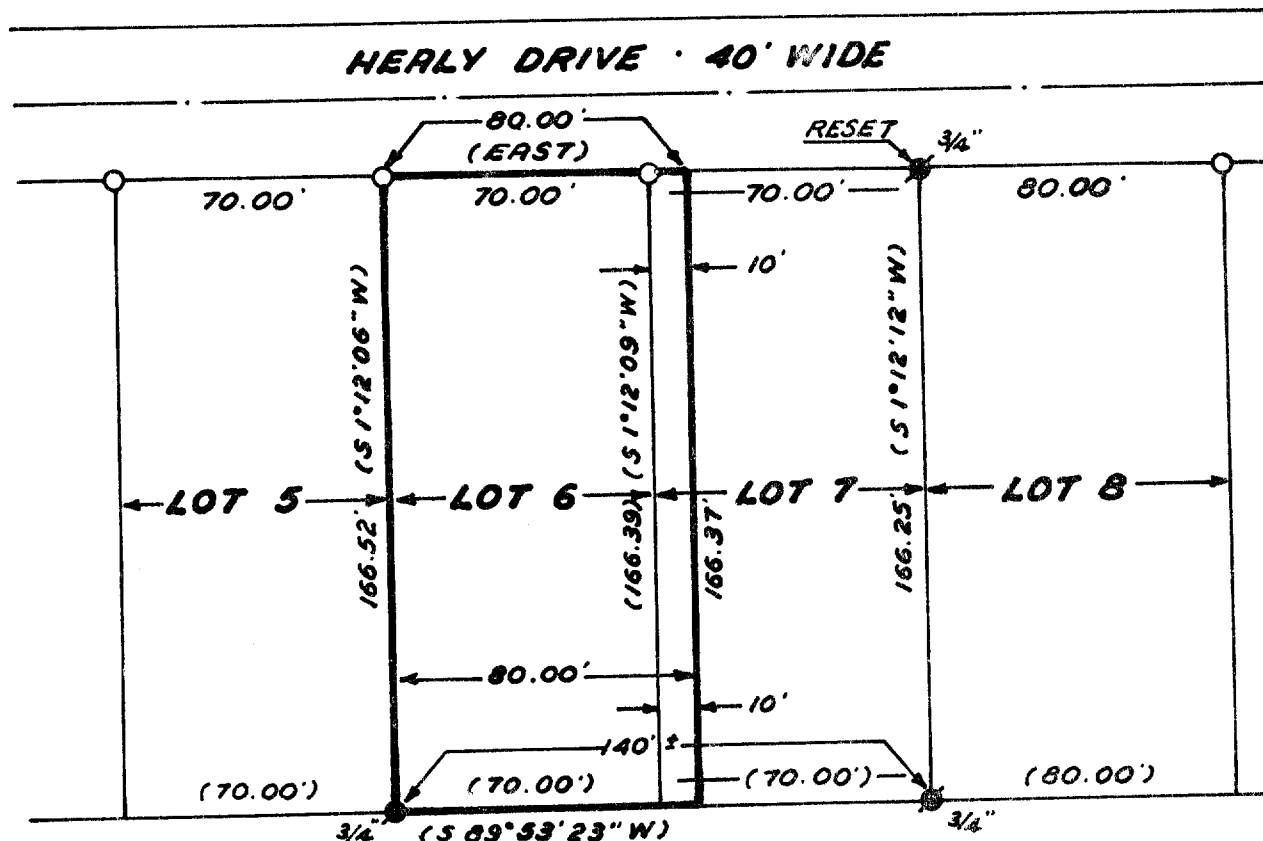 HEALY DRIVE · 40' WIDE
80.00'
(EAST)
RESET
3/4"
70.00'
70.00'
70.00'
80.00'
10'
(S 1°12'06" W)
166.52'
(S 1°12'09" W)
(166.39')
166.37'
(S 1°12'12" W)
166.25'
LOT 5
LOT 6
LOT 7
LOT 8
80.00'
10'
140' ±
(70.00')
(70.00')
(70.00')
(80.00')
3/4"
(S 89°53'23" W)
3/4"